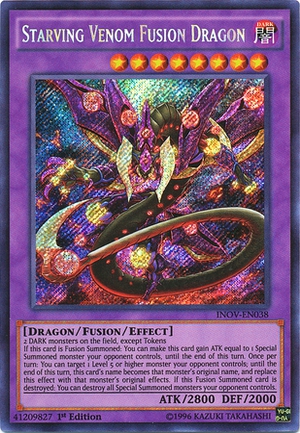 STARVING VENOM FUSION DRAGON
DARK
INOV-EN038
[DRAGON/FUSION/EFFECT]
2 DARK monsters on the field, except Tokens
If this card is Fusion Summoned: You can make this card gain ATK equal to 1 Special
Summoned monster your opponent controls, until the end of this turn. Once per
turn: You can target 1 Level 5 or higher monster your opponent controls; until the
end of this turn, this card's name becomes that monster's original name, and replace
this effect with that monster's original effects. If this Fusion Summoned card is
destroyed: You can destroy all Special Summoned monsters your opponent controls.
ATK/2800 DEF/2000
41209827 1st Edition ©1996 KAZUKI TAKAHASHI